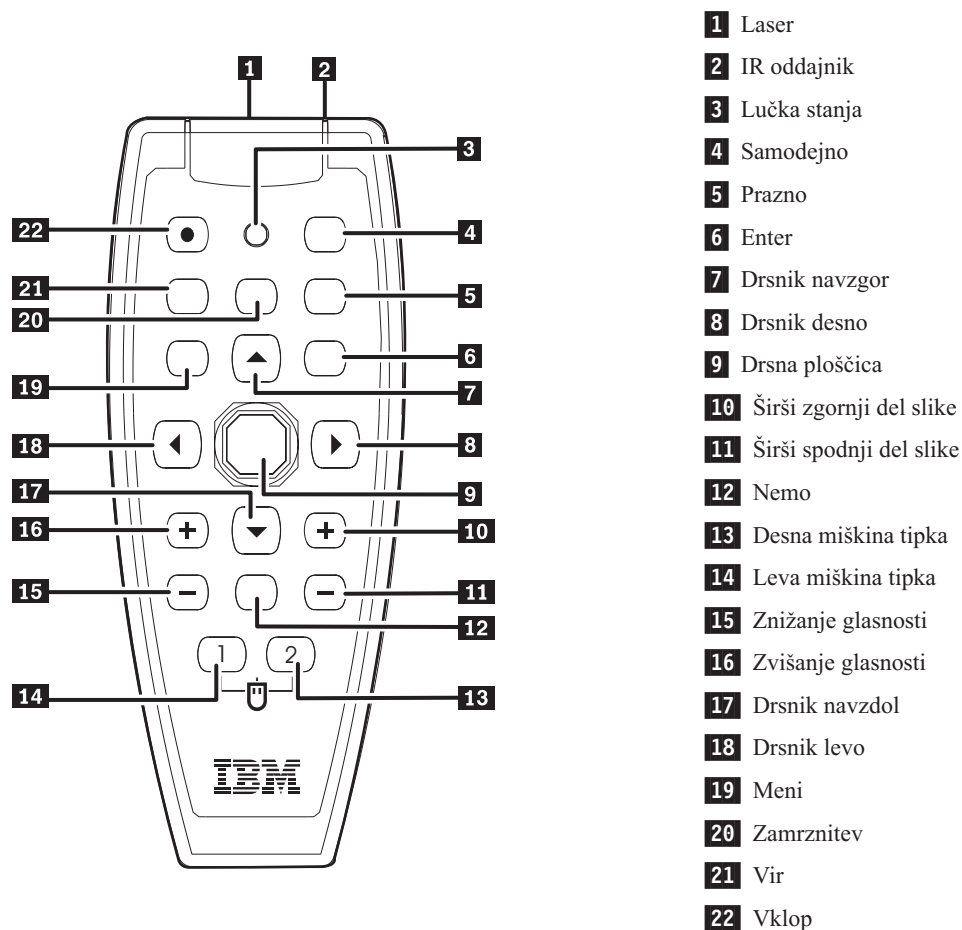 1 Laser
2 IR oddajnik
3 Lučka stanja
4 Samodejno
5 Prazno
6 Enter
7 Drsnik navzgor
8 Drsnik desno
9 Drsna ploščica
10 Širši zgornji del slike
11 Širši spodnji del slike
12 Nemo
13 Desna miškina tipka
14 Leva miškina tipka
15 Znižanje glasnosti
16 Zvišanje glasnosti
17 Drsnik navzdol
18 Drsnik levo
19 Meni
20 Zamrznitev
21 Vir
22 Vklop
1 2
3
22 4
21 5
20
6
19 7
18 8
17 9
16 + + 10
15 − − 11
12
1 2
14 13
IBM